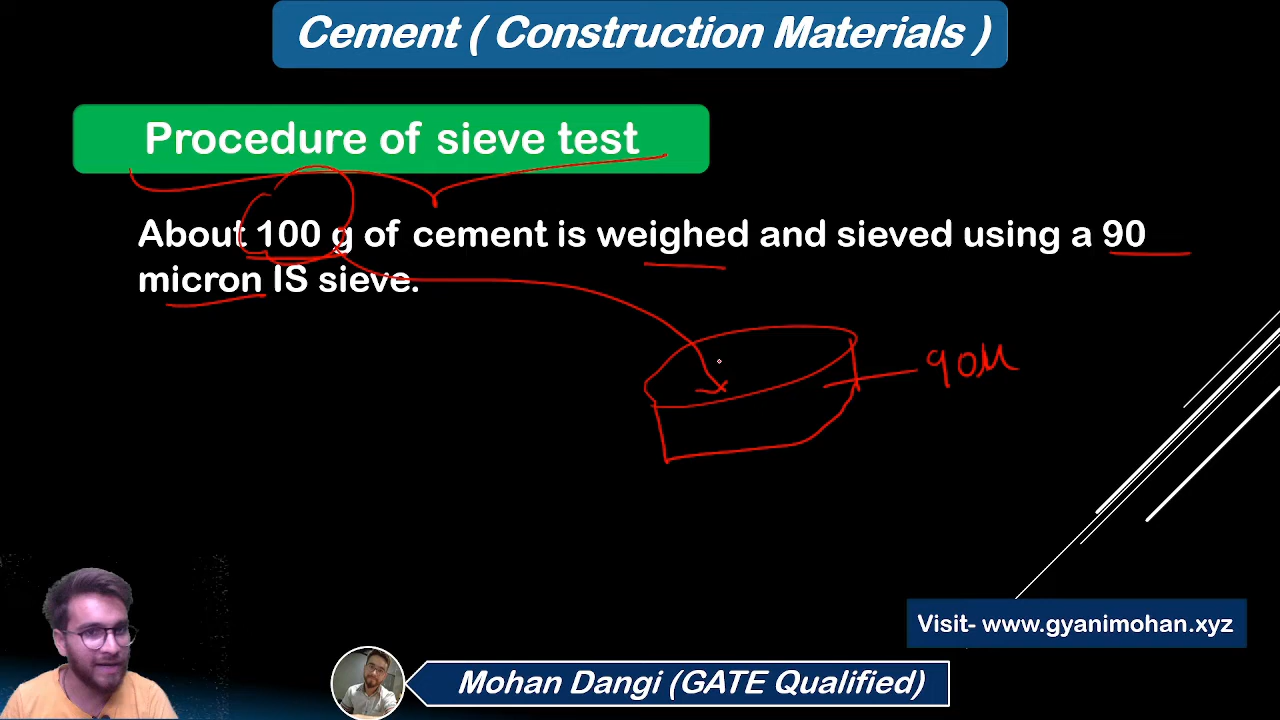 Cement ( Construction Materials )
Procedure of sieve test
About 100 g of cement is weighed and sieved using a 90
micron IS sieve.
90μ
Visit- www.gyanimohan.xyz
Mohan Dangi (GATE Qualified)